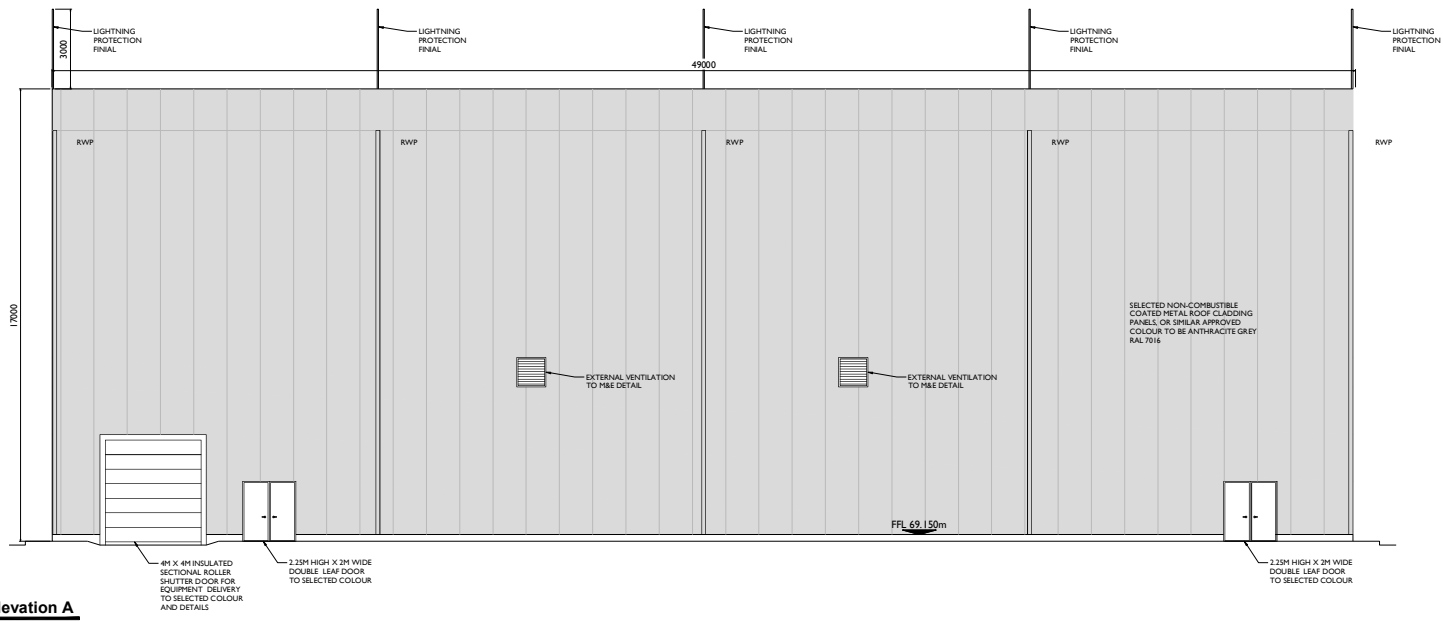 LIGHTNING
PROTECTION
FINIAL
LIGHTNING
PROTECTION
FINIAL
LIGHTNING
PROTECTION
FINIAL
LIGHTNING
PROTECTION
FINIAL
LIGHTNING
PROTECTION
FINIAL
3000
49000
RWP
RWP
RWP
RWP
RWP
17000
SELECTED NON-COMBUSTIBLE
COATED METAL ROOF CLADDING
PANELS, OR SIMILAR APPROVED
COLOUR TO BE ANTHRACITE GREY
RAL 7016
EXTERNAL VENTILATION
TO M&E DETAIL
EXTERNAL VENTILATION
TO M&E DETAIL
FFL 69.150m
4M X 4M INSULATED
SECTIONAL ROLLER
SHUTTER DOOR FOR
EQUIPMENT DELIVERY
TO SELECTED COLOUR
AND DETAILS
2.25M HIGH X 2M WIDE
DOUBLE LEAF DOOR
TO SELECTED COLOUR
2.25M HIGH X 2M WIDE
DOUBLE LEAF DOOR
TO SELECTED COLOUR
levation A